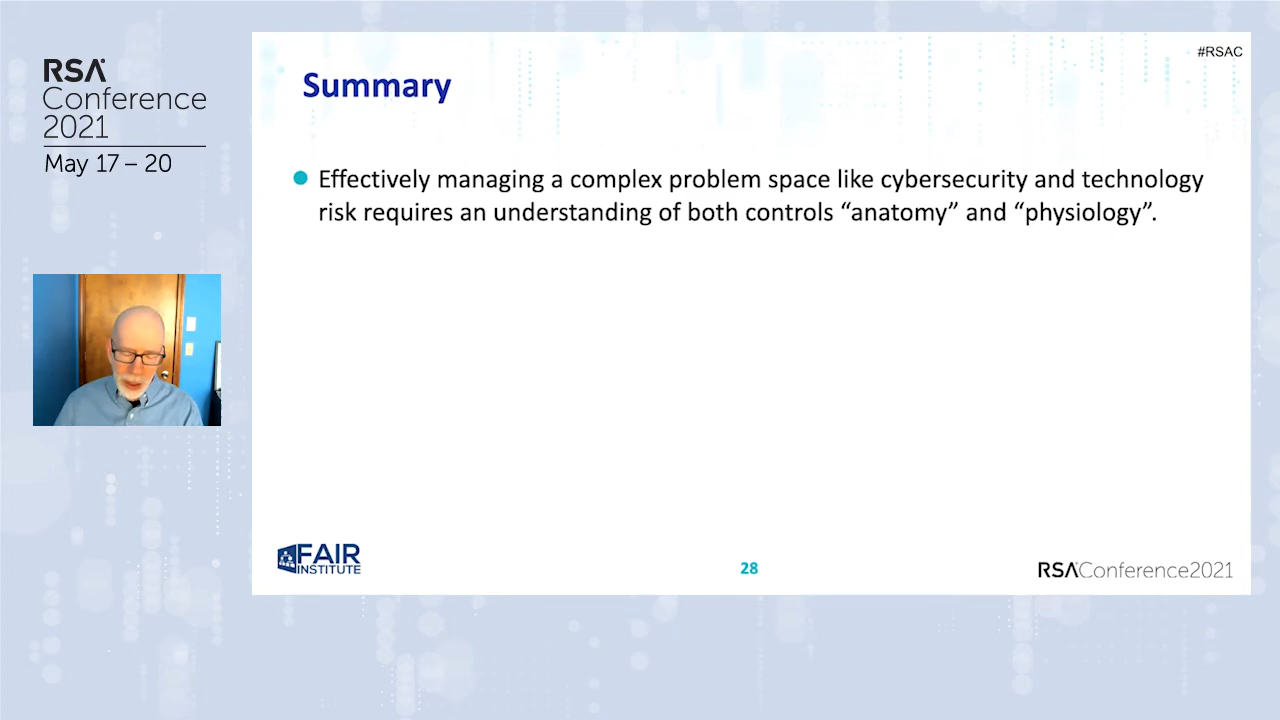 RSA
Conference
2021
May 17 – 20
#RSAC
Summary
Effectively managing a complex problem space like cybersecurity and technology
risk requires an understanding of both controls “anatomy” and “physiology”.
FAIR
INSTITUTE
28
RSAConference2021